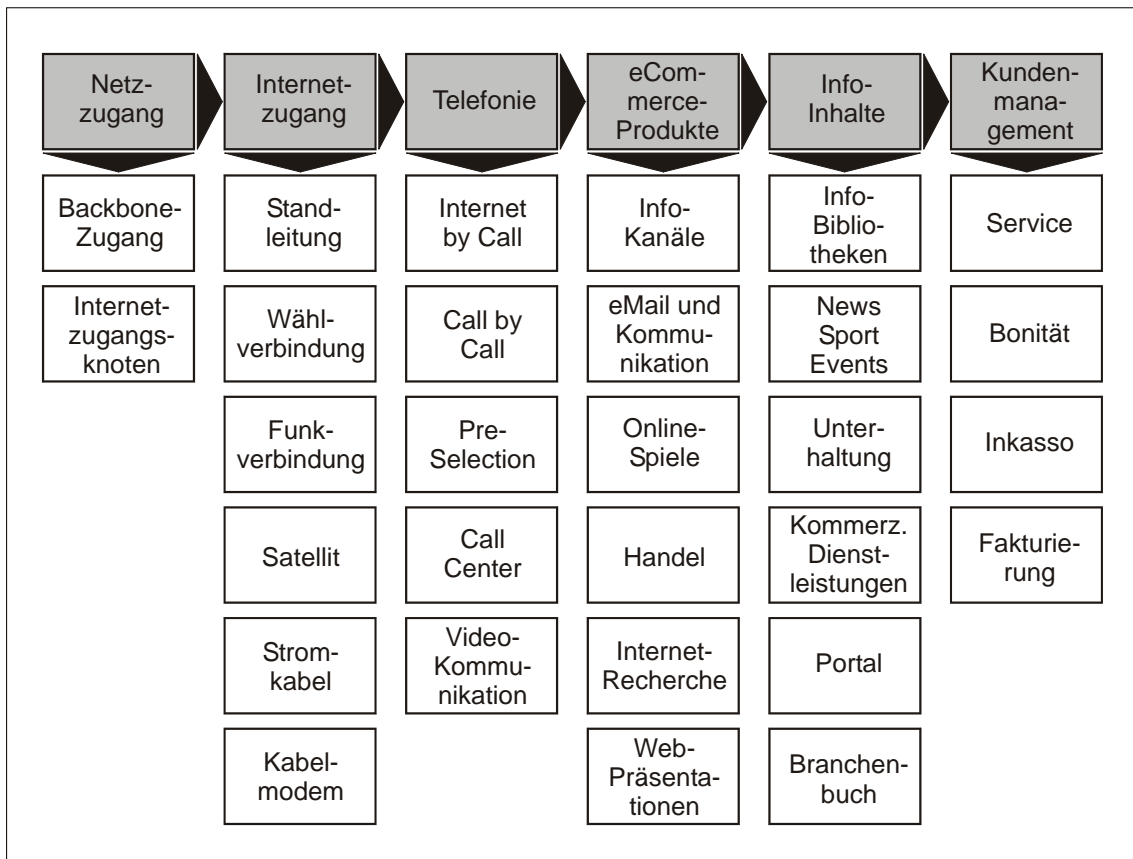 Netz-
zugang
Internet-
zugang
Telefonie
eCom-
merce-
Produkte
Info-
Inhalte
Kunden-
mana-
gement
Backbone-
Zugang
Internet-
zugangs-
knoten
Stand-
leitung
Wähl-
verbindung
Funk-
verbindung
Satellit
Strom-
kabel
Kabel-
modem
Internet
by Call
Call by
Call
Pre-
Selection
Call
Center
Video-
Kommu-
nikation
Info-
Kanäle
eMail und
Kommu-
nikation
Online-
Spiele
Handel
Internet-
Recherche
Web-
Präsenta-
tionen
Info-
Biblio-
theken
News
Sport
Events
Unter-
haltung
Kommerz.
Dienst-
leistungen
Portal
Branchen-
buch
Service
Bonität
Inkasso
Fakturie-
rung